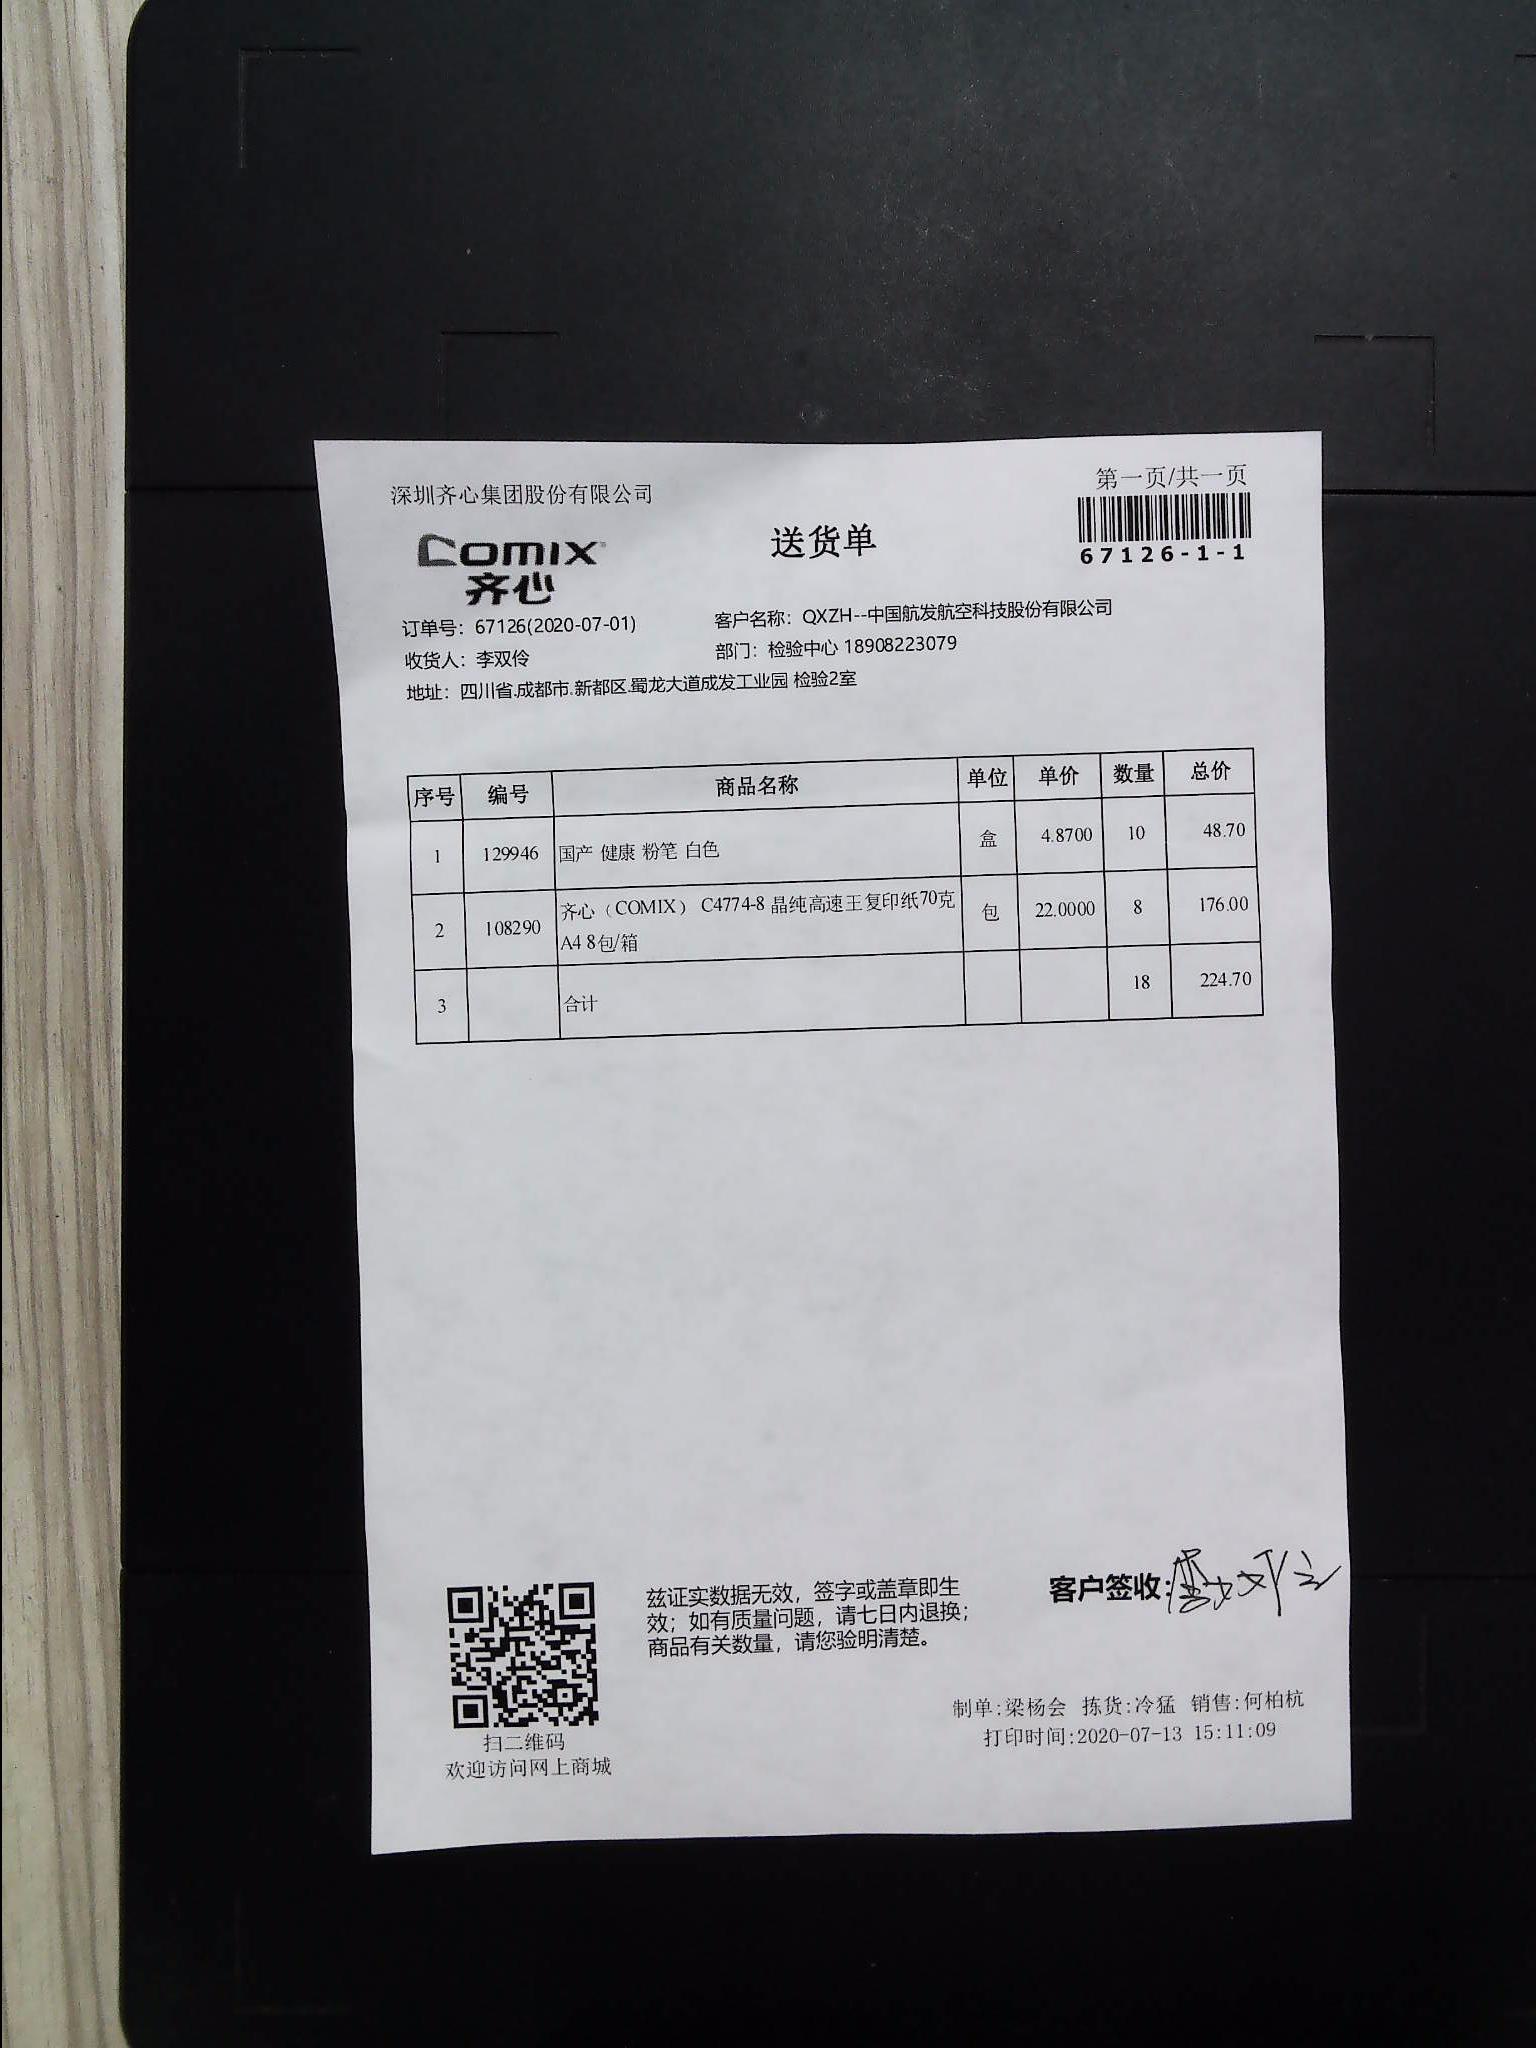 第一页/共一页
深圳齐心集团股份有限公司
COMIX
齐心
送货单
67126-1-1
订单号：67126(2020-07-01) 客户名称：QXZH--中国航发航空科技股份有限公司
收货人：李双伶 部门：检验中心 18908223079
地址：四川省.成都市.新都区.蜀龙大道成发工业园 检验2室
序号 编号 商品名称 单位 单价 数量 总价
1 129946 国产 健康 粉笔 白色 盒 4.8700 10 48.70
2 108290 齐心（COMIX） C4774-8 晶纯高速王复印纸70克 包 22.0000 8 176.00
A4 8包/箱
3 合计 18 224.70
兹证实数据无效，签字或盖章即生
效；如有质量问题，请七日内退换；
商品有关数量，请您验明清楚。
客户签收:
扫二维码
欢迎访问网上商城
制单:梁杨会 拣货:冷猛 销售:何柏杭
打印时间:2020-07-13 15:11:09